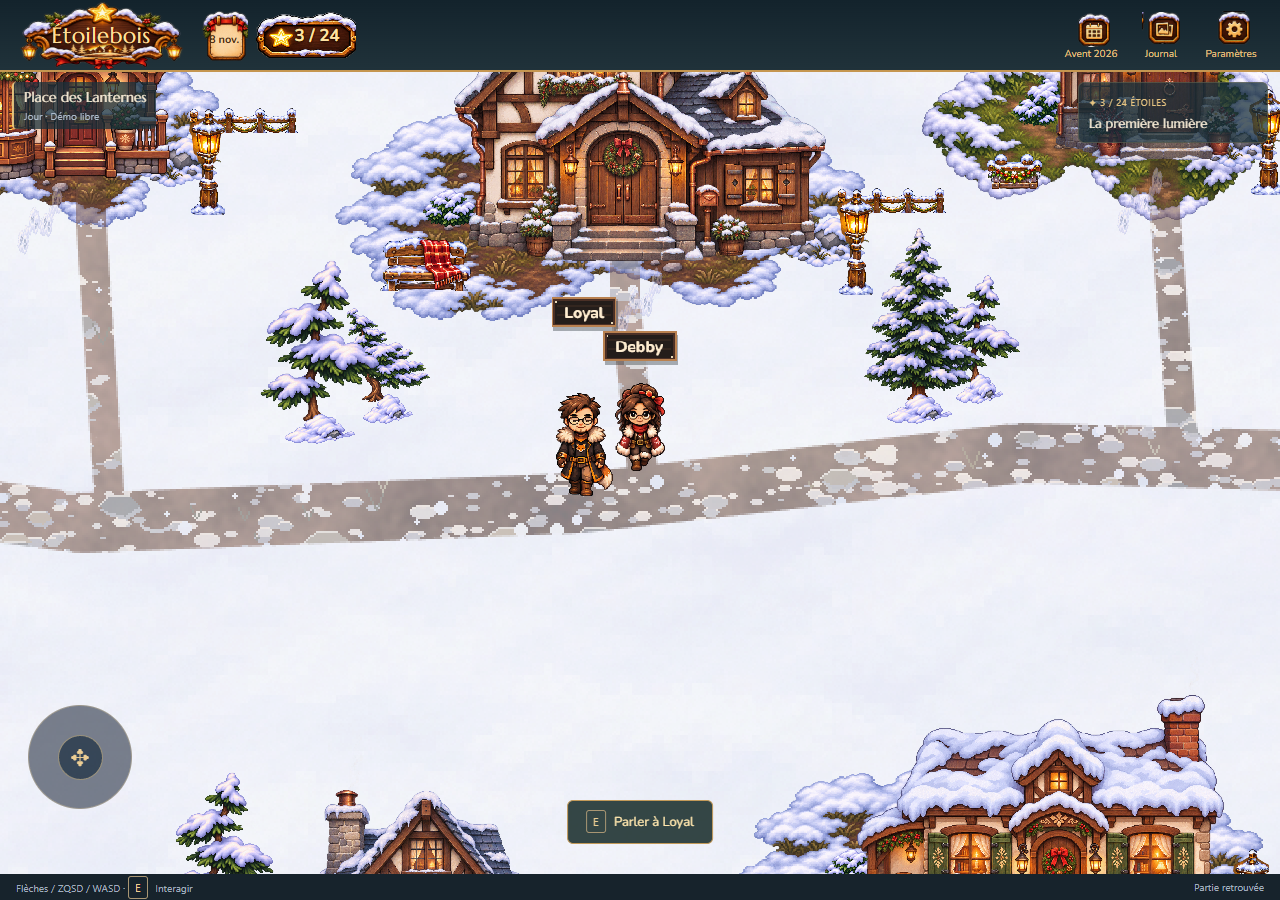 Etoilebois
8 nov.
3 / 24
Avent 2026
Journal
Paramètres
Place des Lanternes
Jour · Démo libre
✦ 3 / 24 ÉTOILES
La première lumière
Loyal
Debby
E Parler à Loyal
Flèches / ZQSD / WASD · E Interagir
Partie retrouvée